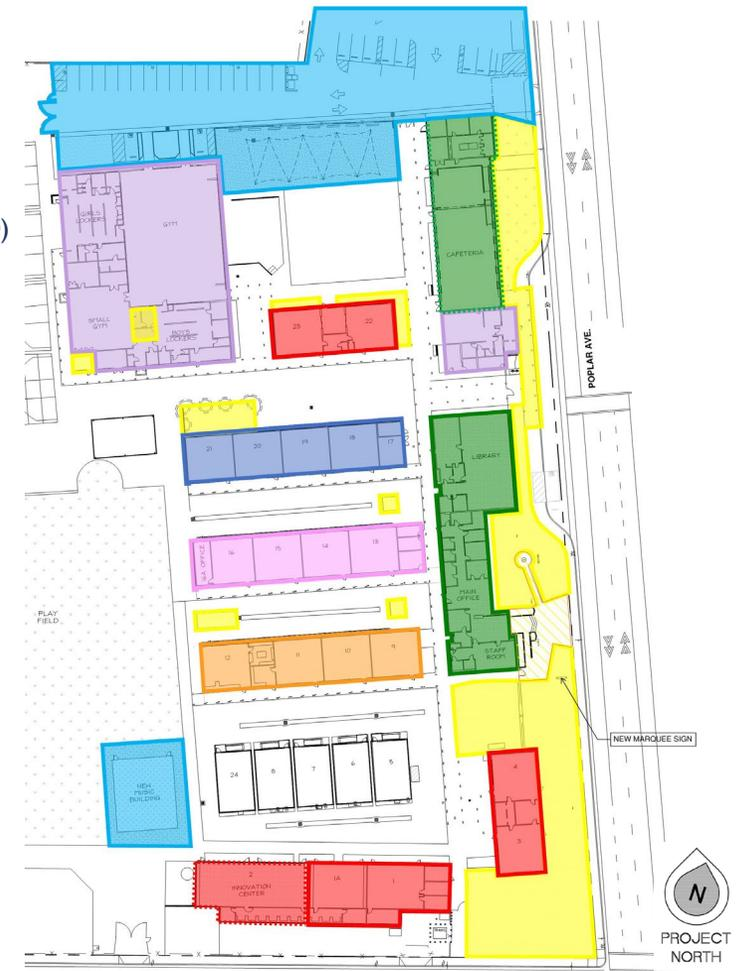 )
GIRLS
LOCKERS
GYM
CAFETERIA
SMALL
GYM
BOYS
LOCKERS
23
22
POPLAR AVE.
21
20
19
18
17
LIBRARY
16A OFFICE
16
15
14
13
MAIN
OFFICE
PLAY
FIELD
STAFF
ROOM
12
11
10
9
NEW MARQUEE SIGN
24
8
7
6
5
4
3
NEW
MUSIC
BUILDING
2
INNOVATION
CENTER
1A
1
N
PROJECT
NORTH